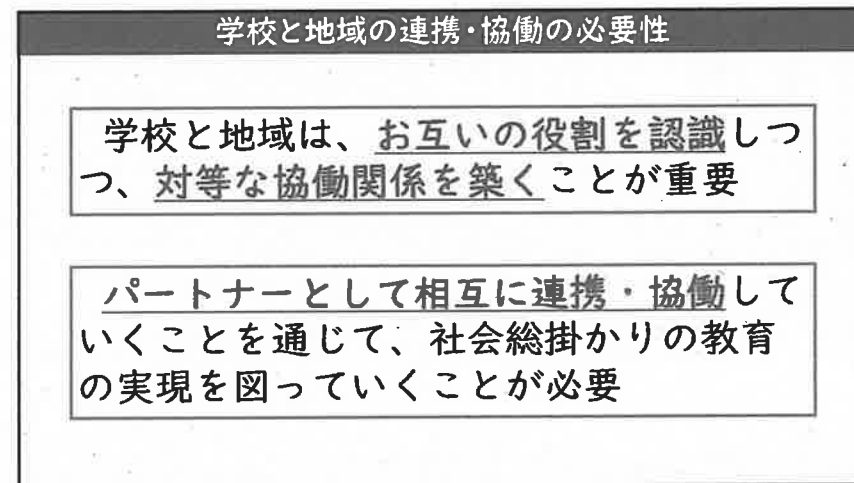 学校と地域の連携・協働の必要性
学校と地域は、お互いの役割を認識しつ
つ、対等な協働関係を築くことが重要
パートナーとして相互に連携・協働して
いくことを通じて、社会総掛かりの教育
の実現を図っていくことが必要